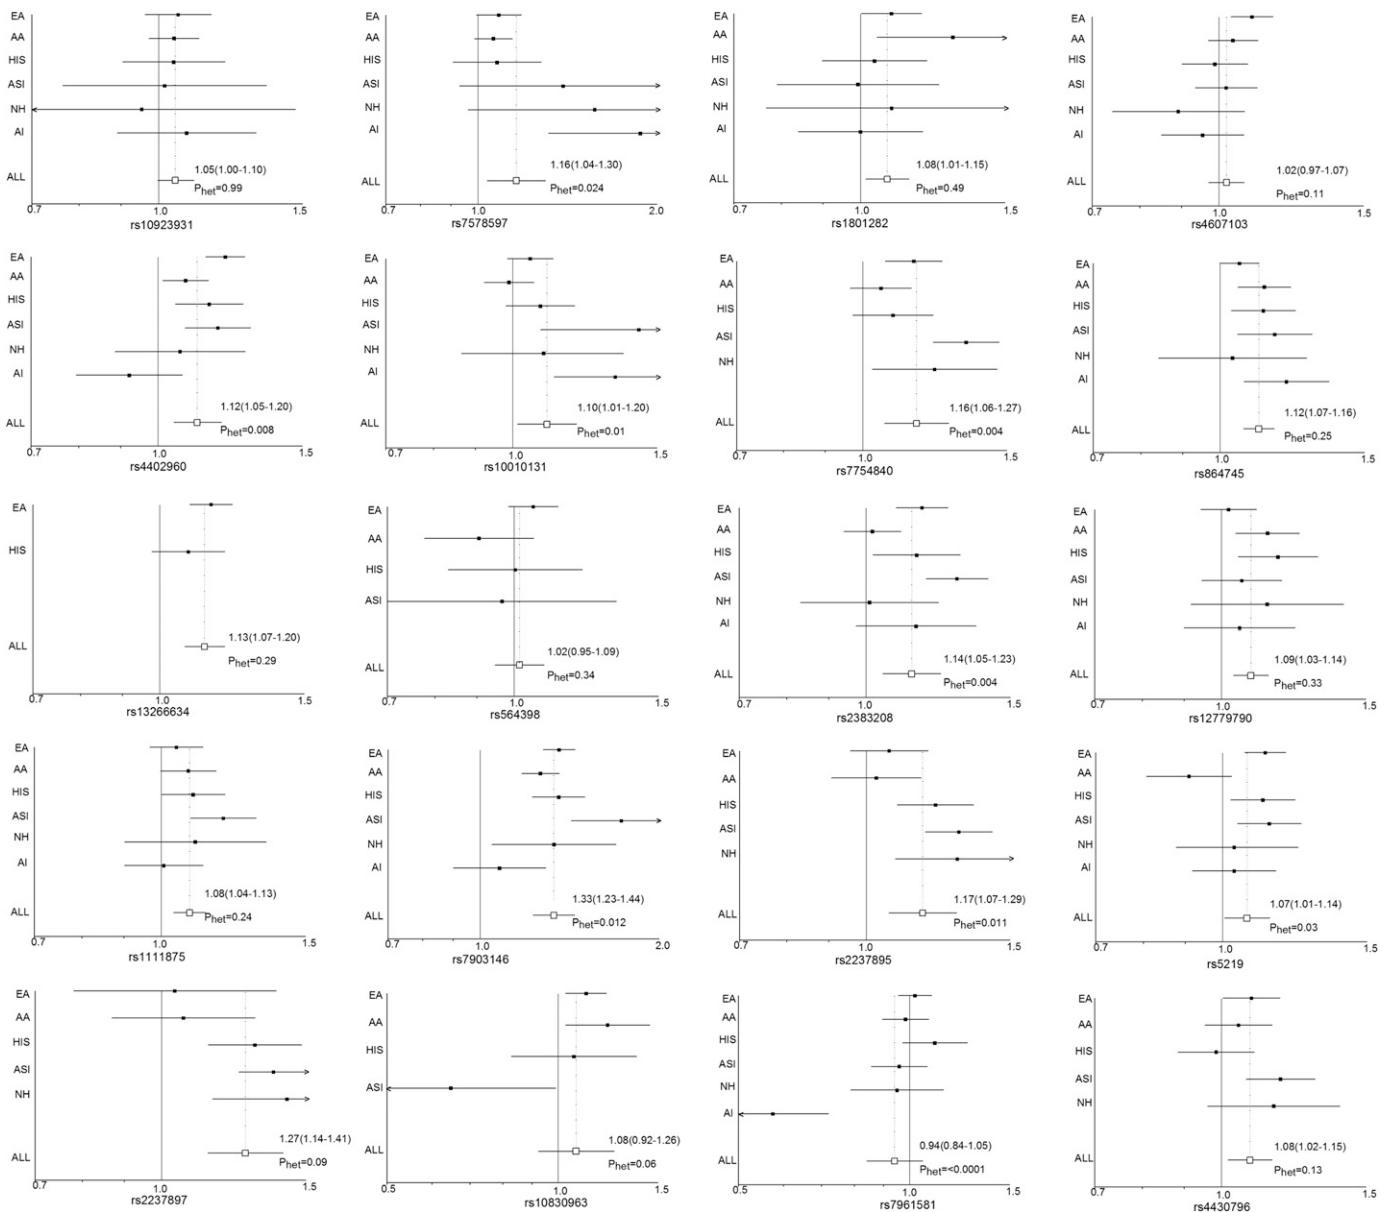 EA
AA
HIS
ASI
NH
AI
ALL
1.05(1.00-1.10)
Phet=0.99
0.7 1.0 1.5
rs10923931
EA
AA
HIS
ASI
NH
AI
ALL
1.16(1.04-1.30)
Phet=0.024
0.7 1.0 2.0
rs7578597
EA
AA
HIS
ASI
NH
AI
ALL
1.08(1.01-1.15)
Phet=0.49
0.7 1.0 1.5
rs1801282
EA
AA
HIS
ASI
NH
AI
ALL
1.02(0.97-1.07)
Phet=0.11
0.7 1.0 1.5
rs4607103
EA
AA
HIS
ASI
NH
AI
ALL
1.12(1.05-1.20)
Phet=0.008
0.7 1.0 1.5
rs4402960
EA
AA
HIS
ASI
NH
AI
ALL
1.10(1.01-1.20)
Phet=0.01
0.7 1.0 1.5
rs10010131
EA
AA
HIS
ASI
NH
ALL
1.16(1.06-1.27)
Phet=0.004
0.7 1.0 1.5
rs7754840
EA
AA
HIS
ASI
NH
AI
ALL
1.12(1.07-1.16)
Phet=0.25
0.7 1.0 1.5
rs864745
EA
HIS
ALL
1.13(1.07-1.20)
Phet=0.29
0.7 1.0 1.5
rs13266634
EA
AA
HIS
ASI
ALL
1.02(0.95-1.09)
Phet=0.34
0.7 1.0 1.5
rs564398
EA
AA
HIS
ASI
NH
AI
ALL
1.14(1.05-1.23)
Phet=0.004
0.7 1.0 1.5
rs2383208
EA
AA
HIS
ASI
NH
AI
ALL
1.09(1.03-1.14)
Phet=0.33
0.7 1.0 1.5
rs12779790
EA
AA
HIS
ASI
NH
AI
ALL
1.08(1.04-1.13)
Phet=0.24
0.7 1.0 1.5
rs1111875
EA
AA
HIS
ASI
NH
AI
ALL
1.33(1.23-1.44)
Phet=0.012
0.7 1.0 2.0
rs7903146
EA
AA
HIS
ASI
NH
ALL
1.17(1.07-1.29)
Phet=0.011
0.7 1.0 1.5
rs2237895
EA
AA
HIS
ASI
NH
AI
ALL
1.07(1.01-1.14)
Phet=0.03
0.7 1.0 1.5
rs5219
EA
AA
HIS
ASI
NH
ALL
1.27(1.14-1.41)
Phet=0.09
0.7 1.0 1.5
rs2237897
EA
AA
HIS
ASI
ALL
1.08(0.92-1.26)
Phet=0.06
0.5 1.0 1.5
rs10830963
EA
AA
HIS
ASI
NH
AI
ALL
0.94(0.84-1.05)
Phet=<0.0001
0.5 1.0 1.5
rs7961581
EA
AA
HIS
ASI
NH
ALL
1.08(1.02-1.15)
Phet=0.13
0.7 1.0 1.5
rs4430796